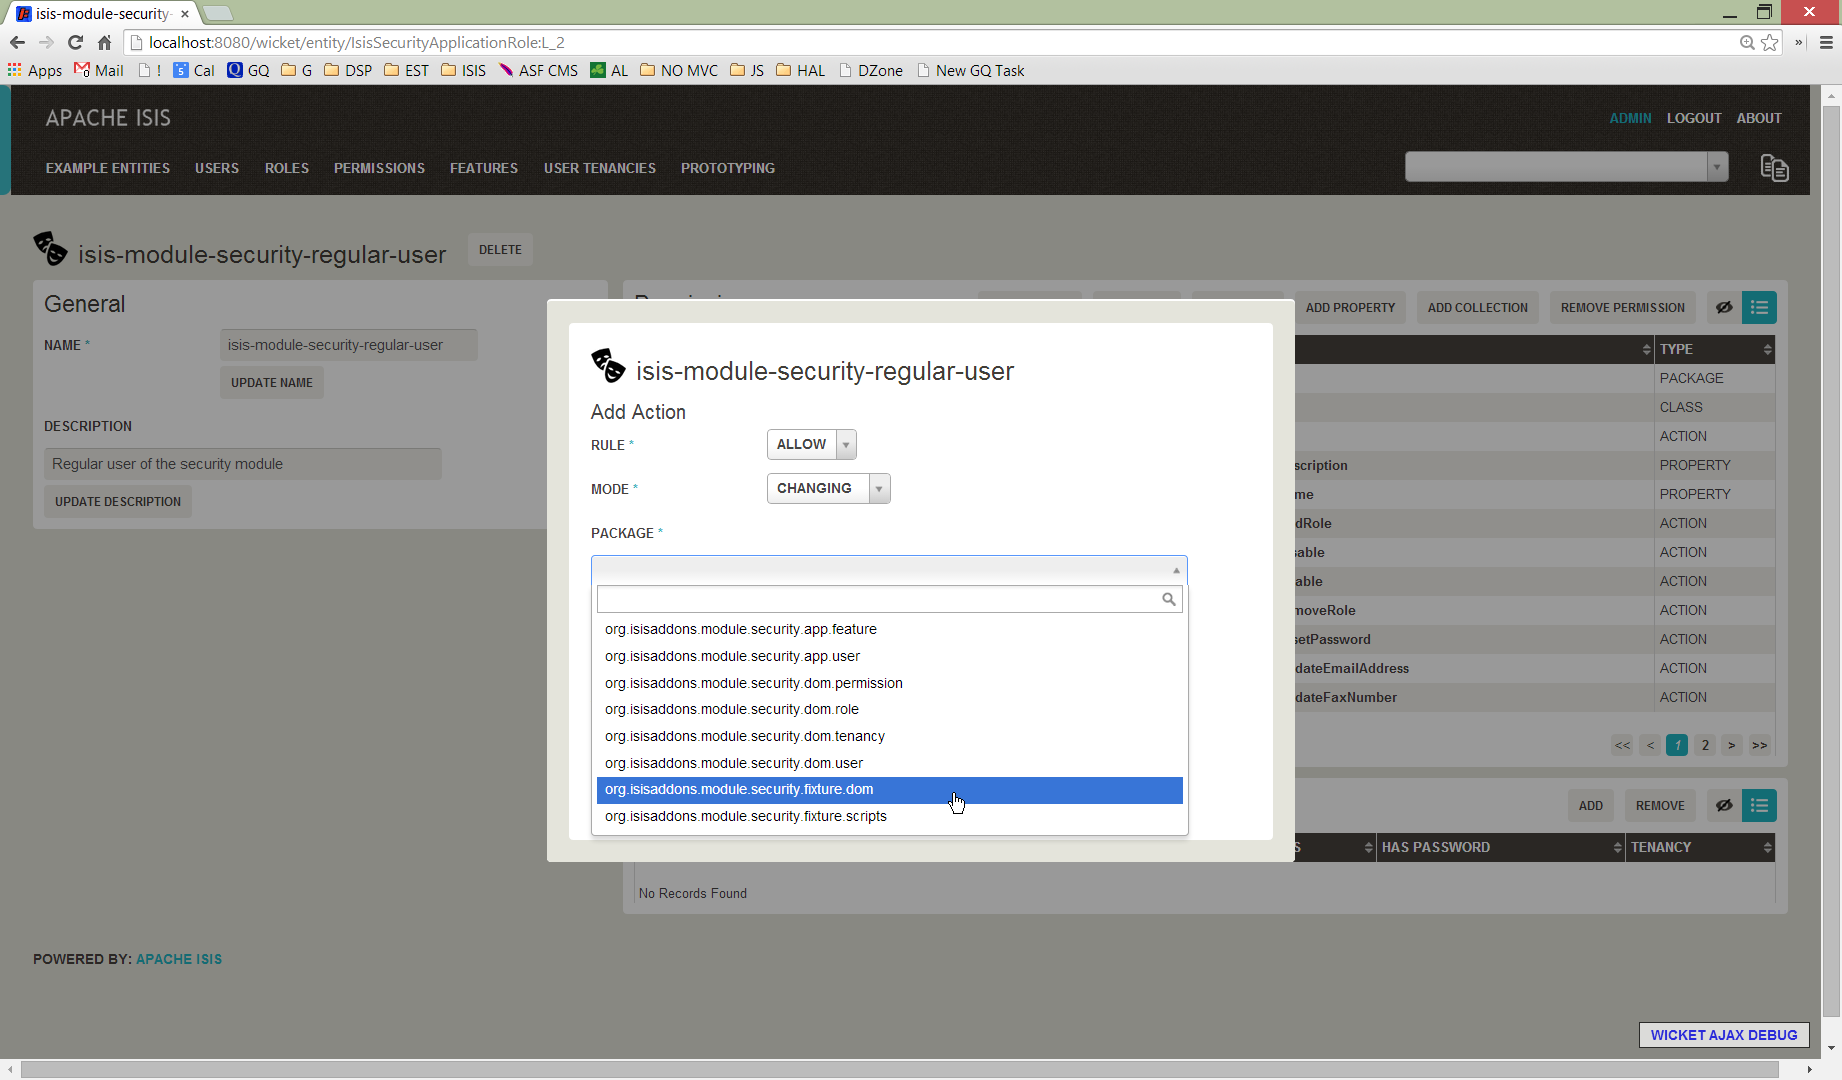 isis-module-security-
localhost:8080/wicket/entity/IsisSecurityApplicationRole:L_2
Apps Mail ! 5 Cal Q GQ G DSP EST ISIS ASF CMS AL NO MVC JS HAL DZone New GQ Task
APACHE ISIS
ADMIN LOGOUT ABOUT
EXAMPLE ENTITIES USERS ROLES PERMISSIONS FEATURES USER TENANCIES PROTOTYPING
isis-module-security-regular-user DELETE
General
NAME *
isis-module-security-regular-user
UPDATE NAME
DESCRIPTION
Regular user of the security module
UPDATE DESCRIPTION
ADD PROPERTY ADD COLLECTION REMOVE PERMISSION
TYPE
PACKAGE
CLASS
ACTION
scription PROPERTY
me PROPERTY
dRole ACTION
sable ACTION
able ACTION
moveRole ACTION
setPassword ACTION
dateEmailAddress ACTION
dateFaxNumber ACTION
<< < 1 2 > >>
isis-module-security-regular-user
Add Action
RULE * ALLOW
MODE * CHANGING
PACKAGE *
org.isisaddons.module.security.app.feature
org.isisaddons.module.security.app.user
org.isisaddons.module.security.dom.permission
org.isisaddons.module.security.dom.role
org.isisaddons.module.security.dom.tenancy
org.isisaddons.module.security.dom.user
org.isisaddons.module.security.fixture.dom
org.isisaddons.module.security.fixture.scripts
ADD REMOVE
S HAS PASSWORD TENANCY
No Records Found
POWERED BY: APACHE ISIS
WICKET AJAX DEBUG